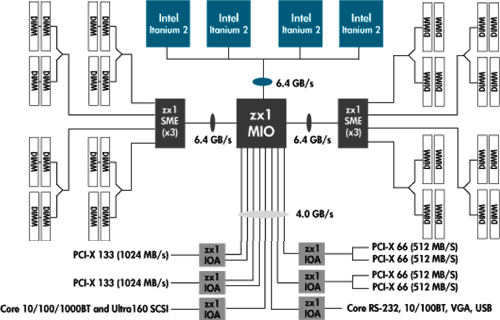 Intel
Itanium 2
Intel
Itanium 2
Intel
Itanium 2
Intel
Itanium 2
DIMM DIMM DIMM DIMM
DIMM DIMM DIMM DIMM
DIMM DIMM DIMM DIMM
DIMM DIMM DIMM DIMM
6.4 GB/s
zx1
SME
(x3)
6.4 GB/s
zx1
MIO
6.4 GB/s
zx1
SME
(x3)
DIMM DIMM DIMM DIMM
DIMM DIMM DIMM DIMM
DIMM DIMM DIMM DIMM
DIMM DIMM DIMM DIMM
4.0 GB/s
PCI-X 133 (1024 MB/s)
zx1
IOA
zx1
IOA
PCI-X 66 (512 MB/S)
PCI-X 66 (512 MB/S)
PCI-X 133 (1024 MB/s)
zx1
IOA
zx1
IOA
PCI-X 66 (512 MB/S)
PCI-X 66 (512 MB/S)
Core 10/100/1000BT and Ultra160 SCSI
zx1
IOA
zx1
IOA
Core RS-232, 10/100BT, VGA, USB